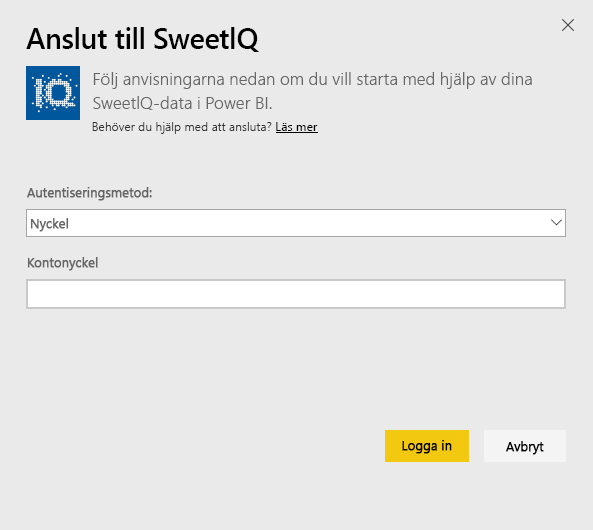 Anslut till SweetIQ
IQ
Följ anvisningarna nedan om du vill starta med hjälp av dina
SweetIQ-data i Power BI.
Behöver du hjälp med att ansluta? Läs mer
Autentiseringsmetod:
Nyckel
Kontonyckel
Logga in
Avbryt